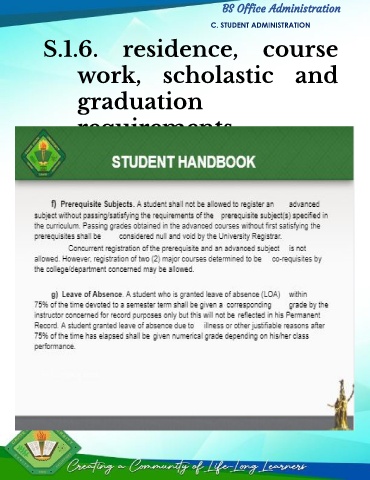 BS Office Administration
C. STUDENT ADMINISTRATION
S.1.6. residence, course
work, scholastic and
graduation
requirements
STUDENT HANDBOOK
f) Prerequisite Subjects. A student shall not be allowed to register an advanced
subject without passing/satisfying the requirements of the prerequisite subject(s) specified in
the curriculum. Passing grades obtained in the advanced courses without first satisfying the
prerequisites shall be considered null and void by the University Registrar.
Concurrent registration of the prerequisite and an advanced subject is not
allowed. However, registration of two (2) major courses determined to be co-requisites by
the college/department concerned may be allowed.
g) Leave of Absence. A student who is granted leave of absence (LOA) within
75% of the time devoted to a semester term shall be given a corresponding grade by the
instructor concerned for record purposes only but this will not be reflected in his Permanent
Record. A student granted leave of absence due to illness or other justifiable reasons after
75% of the time has elapsed shall be given numerical grade depending on his/her class
performance.
Creating a Community of Life-Long Learners